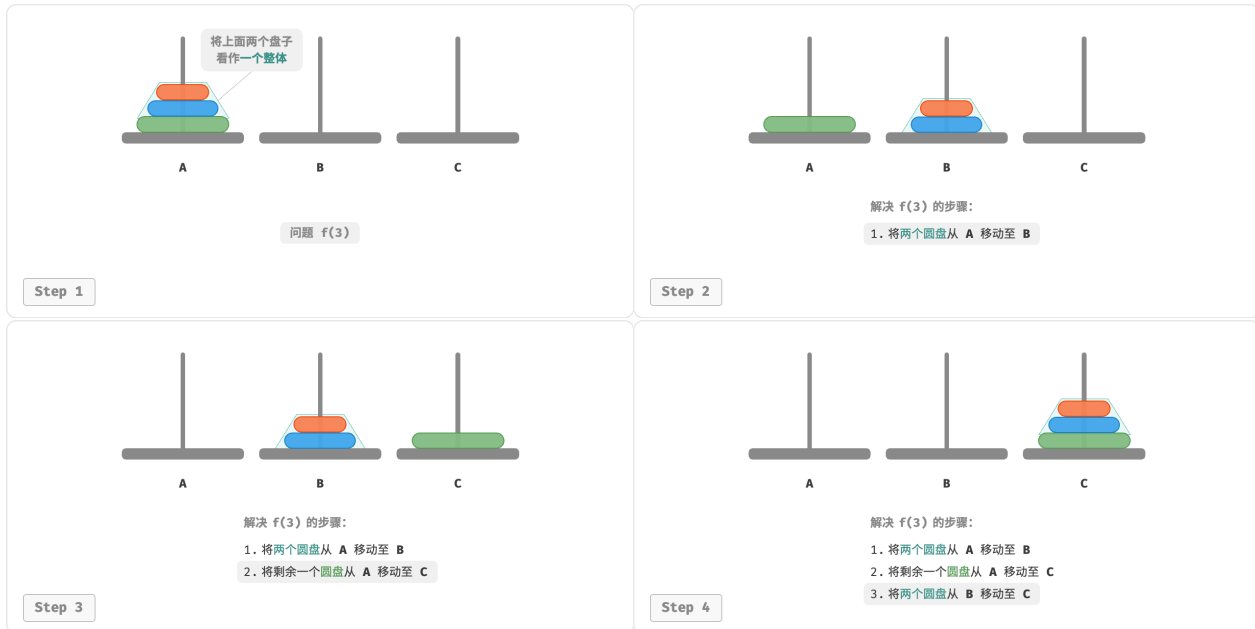 将上面两个盘子
看作一个整体
A
B
C
问题 f(3)
Step 1
A
B
C
解决 f(3) 的步骤:
1. 将两个圆盘从 A 移动至 B
Step 2
A
B
C
解决 f(3) 的步骤:
1. 将两个圆盘从 A 移动至 B
2. 将剩余一个圆盘从 A 移动至 C
Step 3
A
B
C
解决 f(3) 的步骤:
1. 将两个圆盘从 A 移动至 B
2. 将剩余一个圆盘从 A 移动至 C
3. 将两个圆盘从 B 移动至 C
Step 4